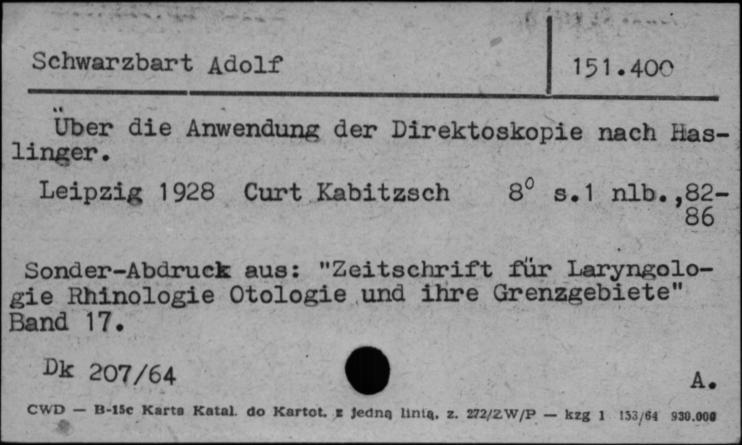 Schwarzbart Adolf
151.400
Über die Anwendung der Direktoskopie nach Has-
linger.
Leipzig 1928 Curt Kabitzsch 8° s.1 nlb.,82-
86
Sonder-Abdruck aus: "Zeitschrift für Laryngolo-
gie Rhinologie Otologie und ihre Grenzgebiete"
Band 17.
Dk 207/64
A.
CWD — B-15c Karta Katal. do Kartot. z jedną linią. z. 272/ZW/P — kzg 1 153/64 930.000